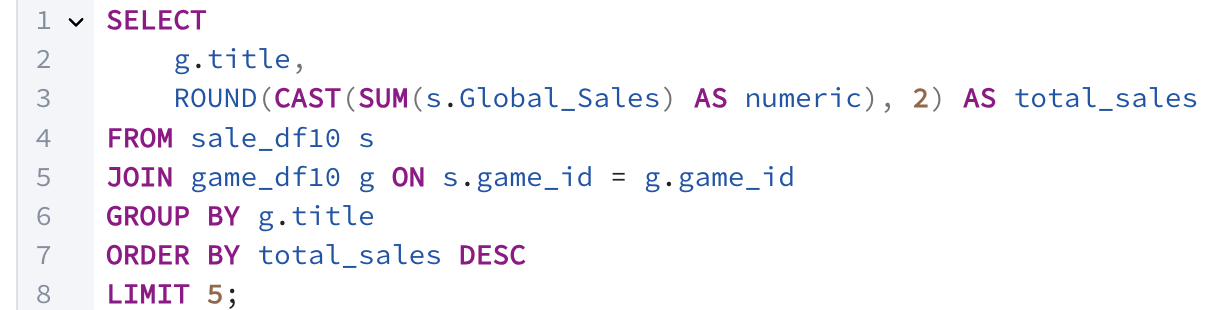 1 SELECT
2 g.title,
3 ROUND(CAST(SUM(s.Global_Sales) AS numeric), 2) AS total_sales
4 FROM sale_df10 s
5 JOIN game_df10 g ON s.game_id = g.game_id
6 GROUP BY g.title
7 ORDER BY total_sales DESC
8 LIMIT 5;